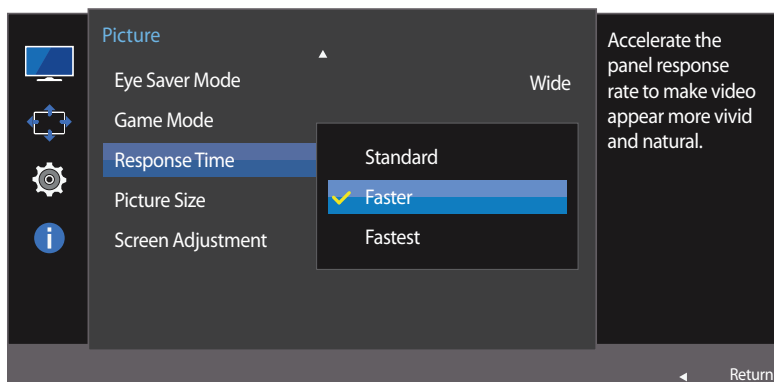 Picture
Eye Saver Mode
Wide
Game Mode
Response Time
Picture Size
Screen Adjustment
Standard
Faster
Fastest
Accelerate the
panel response
rate to make video
appear more vivid
and natural.
Return